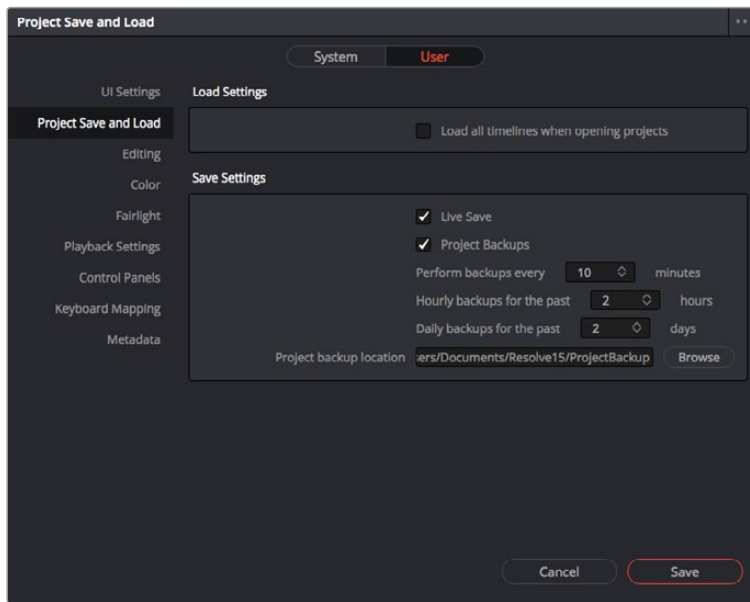 Project Save and Load
System User
UI Settings
Project Save and Load
Editing
Color
Fairlight
Playback Settings
Control Panels
Keyboard Mapping
Metadata
Load Settings
Load all timelines when opening projects
Save Settings
Live Save
Project Backups
Perform backups every 10 minutes
Hourly backups for the past 2 hours
Daily backups for the past 2 days
Project backup location ers/Documents/Resolve15/ProjectBackup Browse
Cancel Save